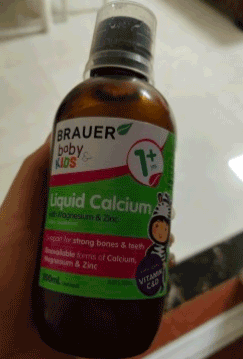 BRAUER
baby &
KIDS
1+
Liquid Calcium
with Magnesium & Zinc
Support for strong bones & teeth
Bioavailable forms of Calcium,
Magnesium & Zinc
200mL
VITAMIN
C & D